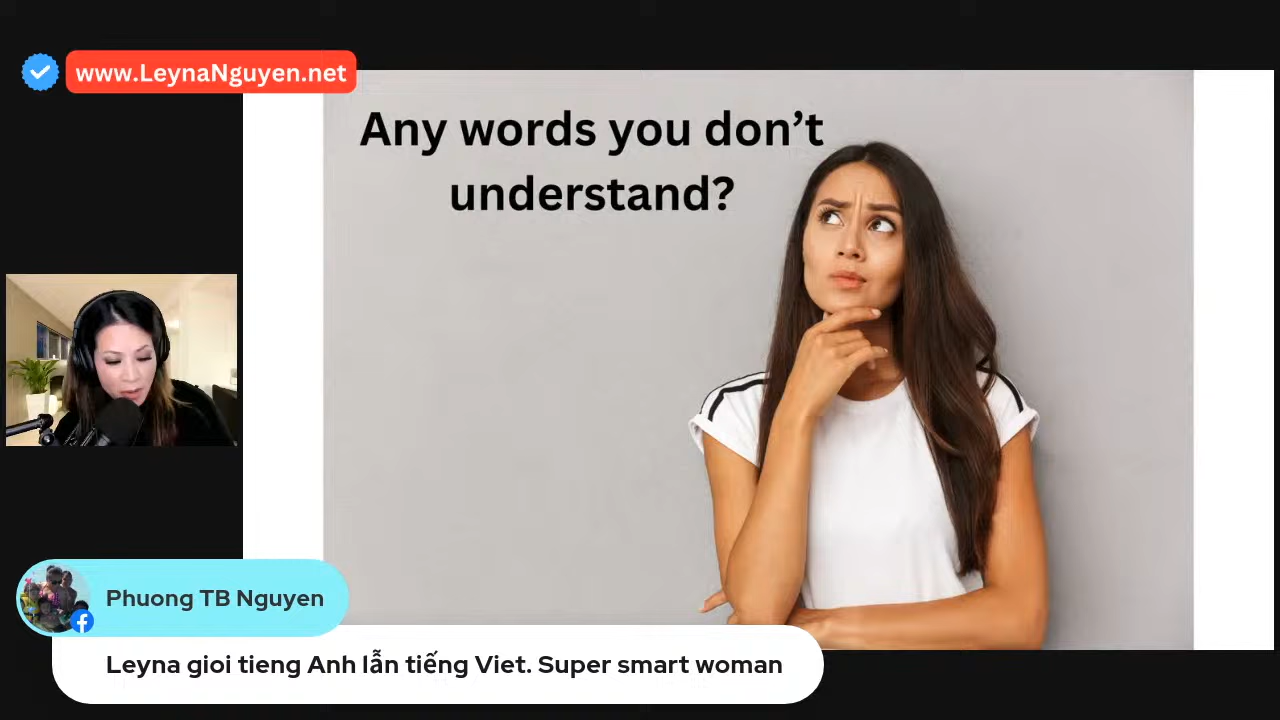 www.LeynaNguyen.net
Any words you don’t
understand?
Phuong TB Nguyen
Leyna gioi tieng Anh lẫn tiếng Viet. Super smart woman